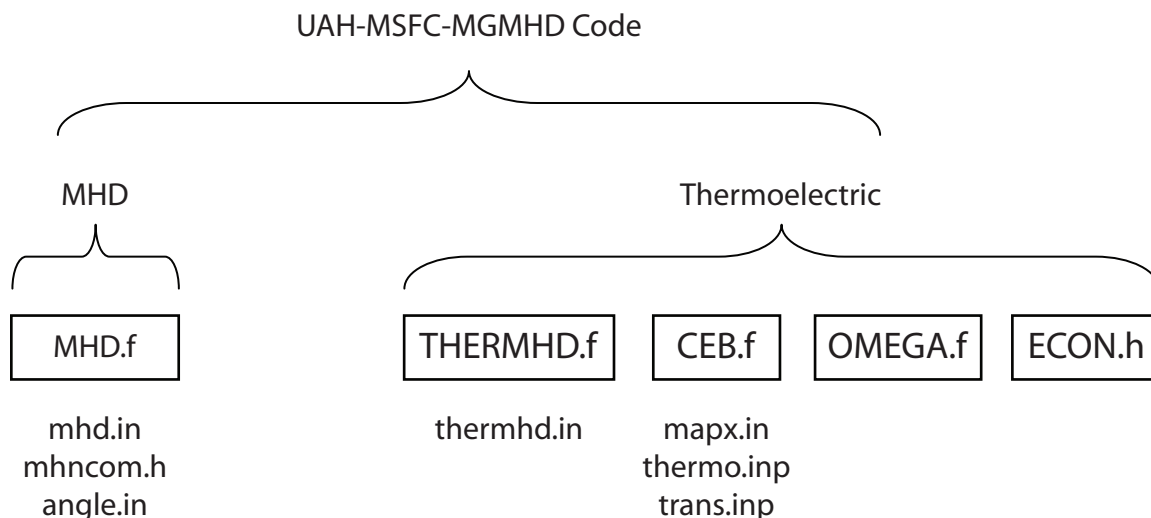 UAH-MSFC-MGMHD Code
MHD
Thermoelectric
MHD.f
THERMHD.f
CEB.f
OMEGA.f
ECON.h
mhd.in
mhncom.h
angle.in
thermhd.in
mapx.in
thermo.inp
trans.inp